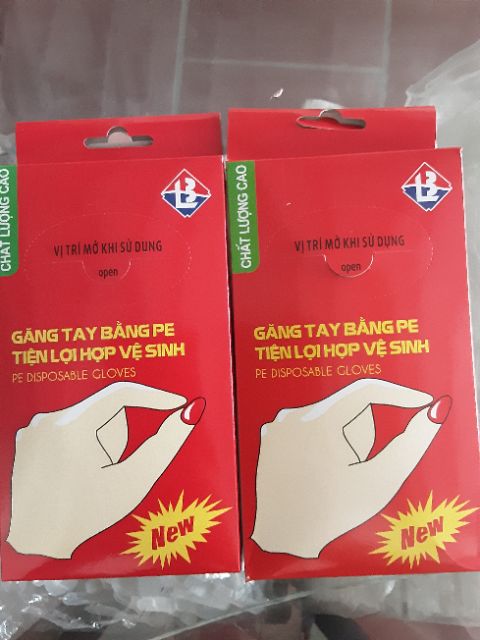 CHẤT LƯỢNG CAO
VỊ TRÍ MỞ KHI SỬ DỤNG
open
GĂNG TAY BẰNG PE
TIỆN LỢI HỢP VỆ SINH
PE DISPOSABLE GLOVES
New
CHẤT LƯỢNG CAO
VỊ TRÍ MỞ KHI SỬ DỤNG
open
GĂNG TAY BẰNG PE
TIỆN LỢI HỢP VỆ SINH
PE DISPOSABLE GLOVES
New